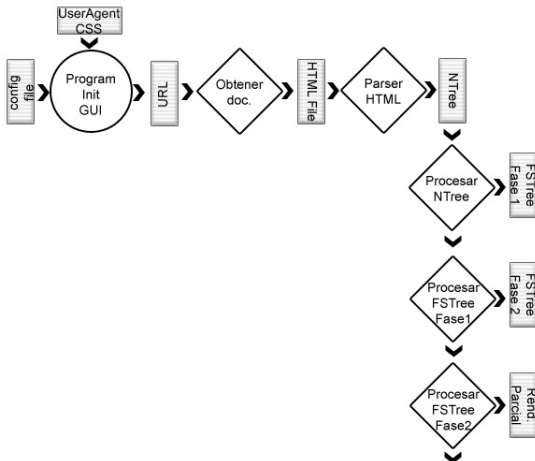 UserAgent
CSS
config
file
Program
Init
GUI
URL
Obtener
doc.
HTML File
Parser
HTML
NTree
Procesar
NTree
FSTree
Fase 1
Procesar
FSTree
Fase1
FSTree
Fase 2
Procesar
FSTree
Fase2
Rend.
Parcial